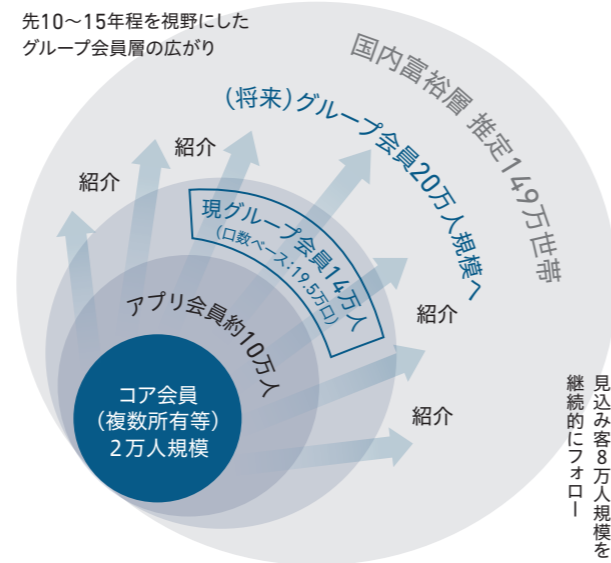 先10～15年程を視野にした
グループ会員層の広がり
国内富裕層 推定149万世帯
(将来)グループ会員20万人規模へ
紹介
紹介
現グループ会員14万人
(口数ベース:19.5万口)
アプリ会員約10万人
紹介
紹介
コア会員
(複数所有等)
2万人規模
見込み客8万人規模を
継続的にフォロー